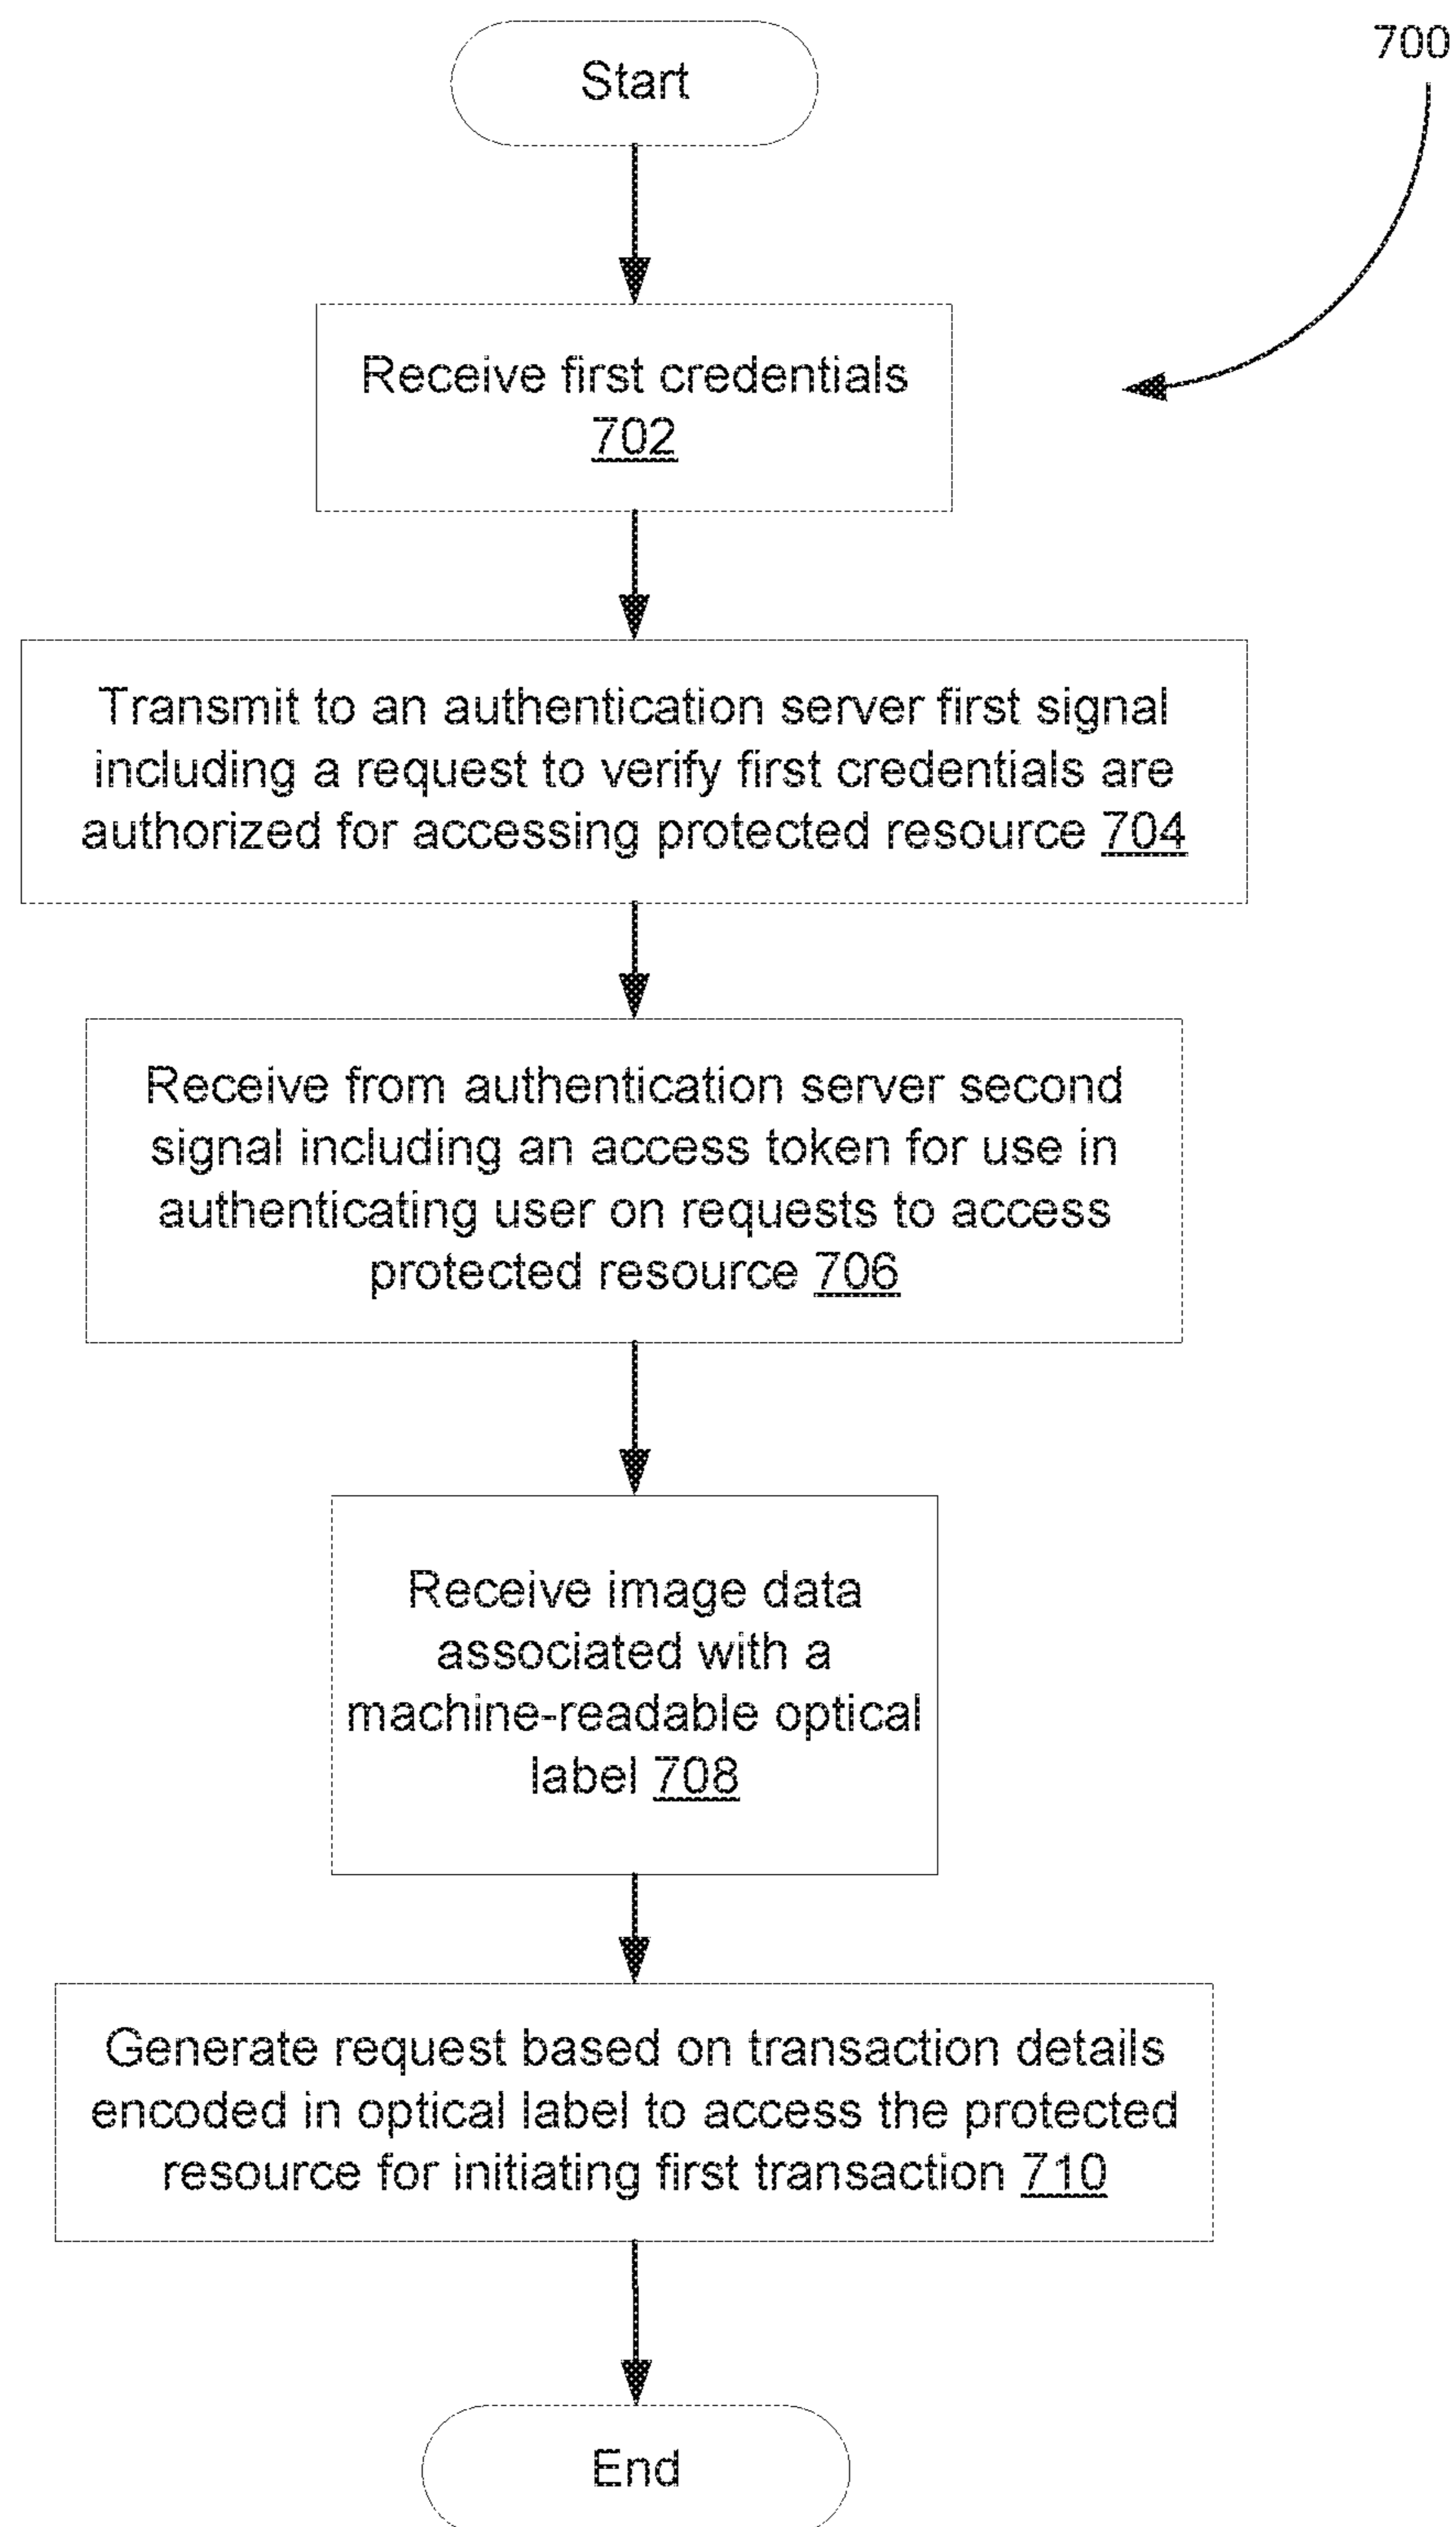 700
Start
Receive first credentials
702
Transmit to an authentication server first signal
including a request to verify first credentials are
authorized for accessing protected resource 704
Receive from authentication server second
signal including an access token for use in
authenticating user on requests to access
protected resource 706
Receive image data
associated with a
machine-readable optical
label 708
Generate request based on transaction details
encoded in optical label to access the protected
resource for initiating first transaction 710
End